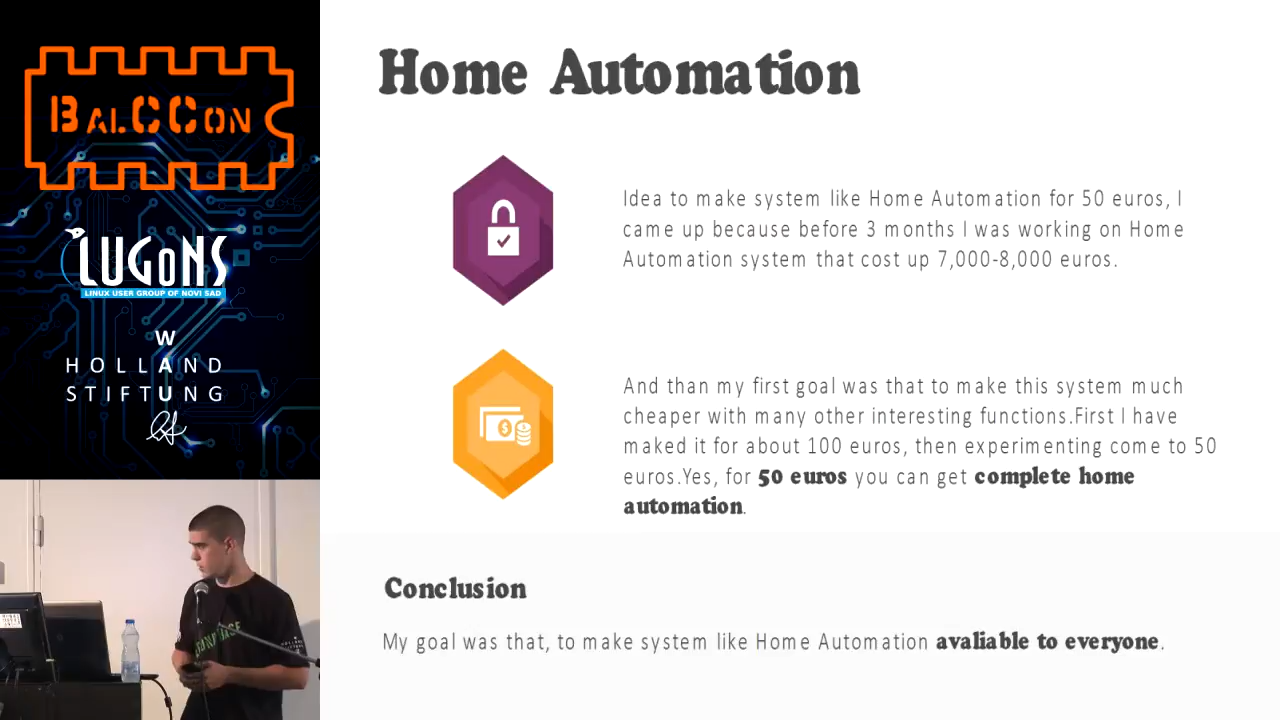 BALCCON
LUGoNS
LINUX USER GROUP OF NOVI SAD
W
HOLLAND
STIFTUNG
Home Automation
Idea to make system like Home Automation for 50 euros, I
came up because before 3 months I was working on Home
Automation system that cost up 7,000-8,000 euros.
And than my first goal was that to make this system much
cheaper with many other interesting functions.First I have
maked it for about 100 euros, then experimenting come to 50
euros.Yes, for 50 euros you can get complete home
automation.
Conclusion
My goal was that, to make system like Home Automation avaliable to everyone.